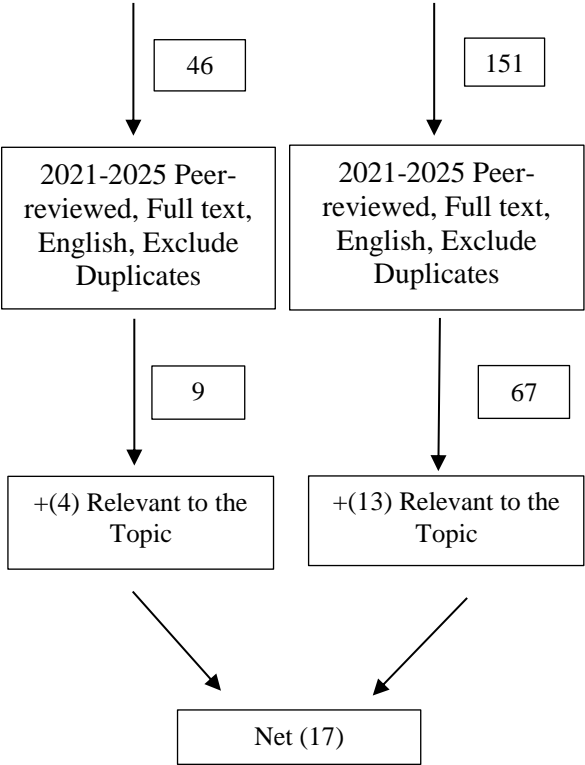 46
151
2021-2025 Peer-
reviewed, Full text,
English, Exclude
Duplicates
2021-2025 Peer-
reviewed, Full text,
English, Exclude
Duplicates
9
67
+(4) Relevant to the
Topic
+(13) Relevant to the
Topic
Net (17)